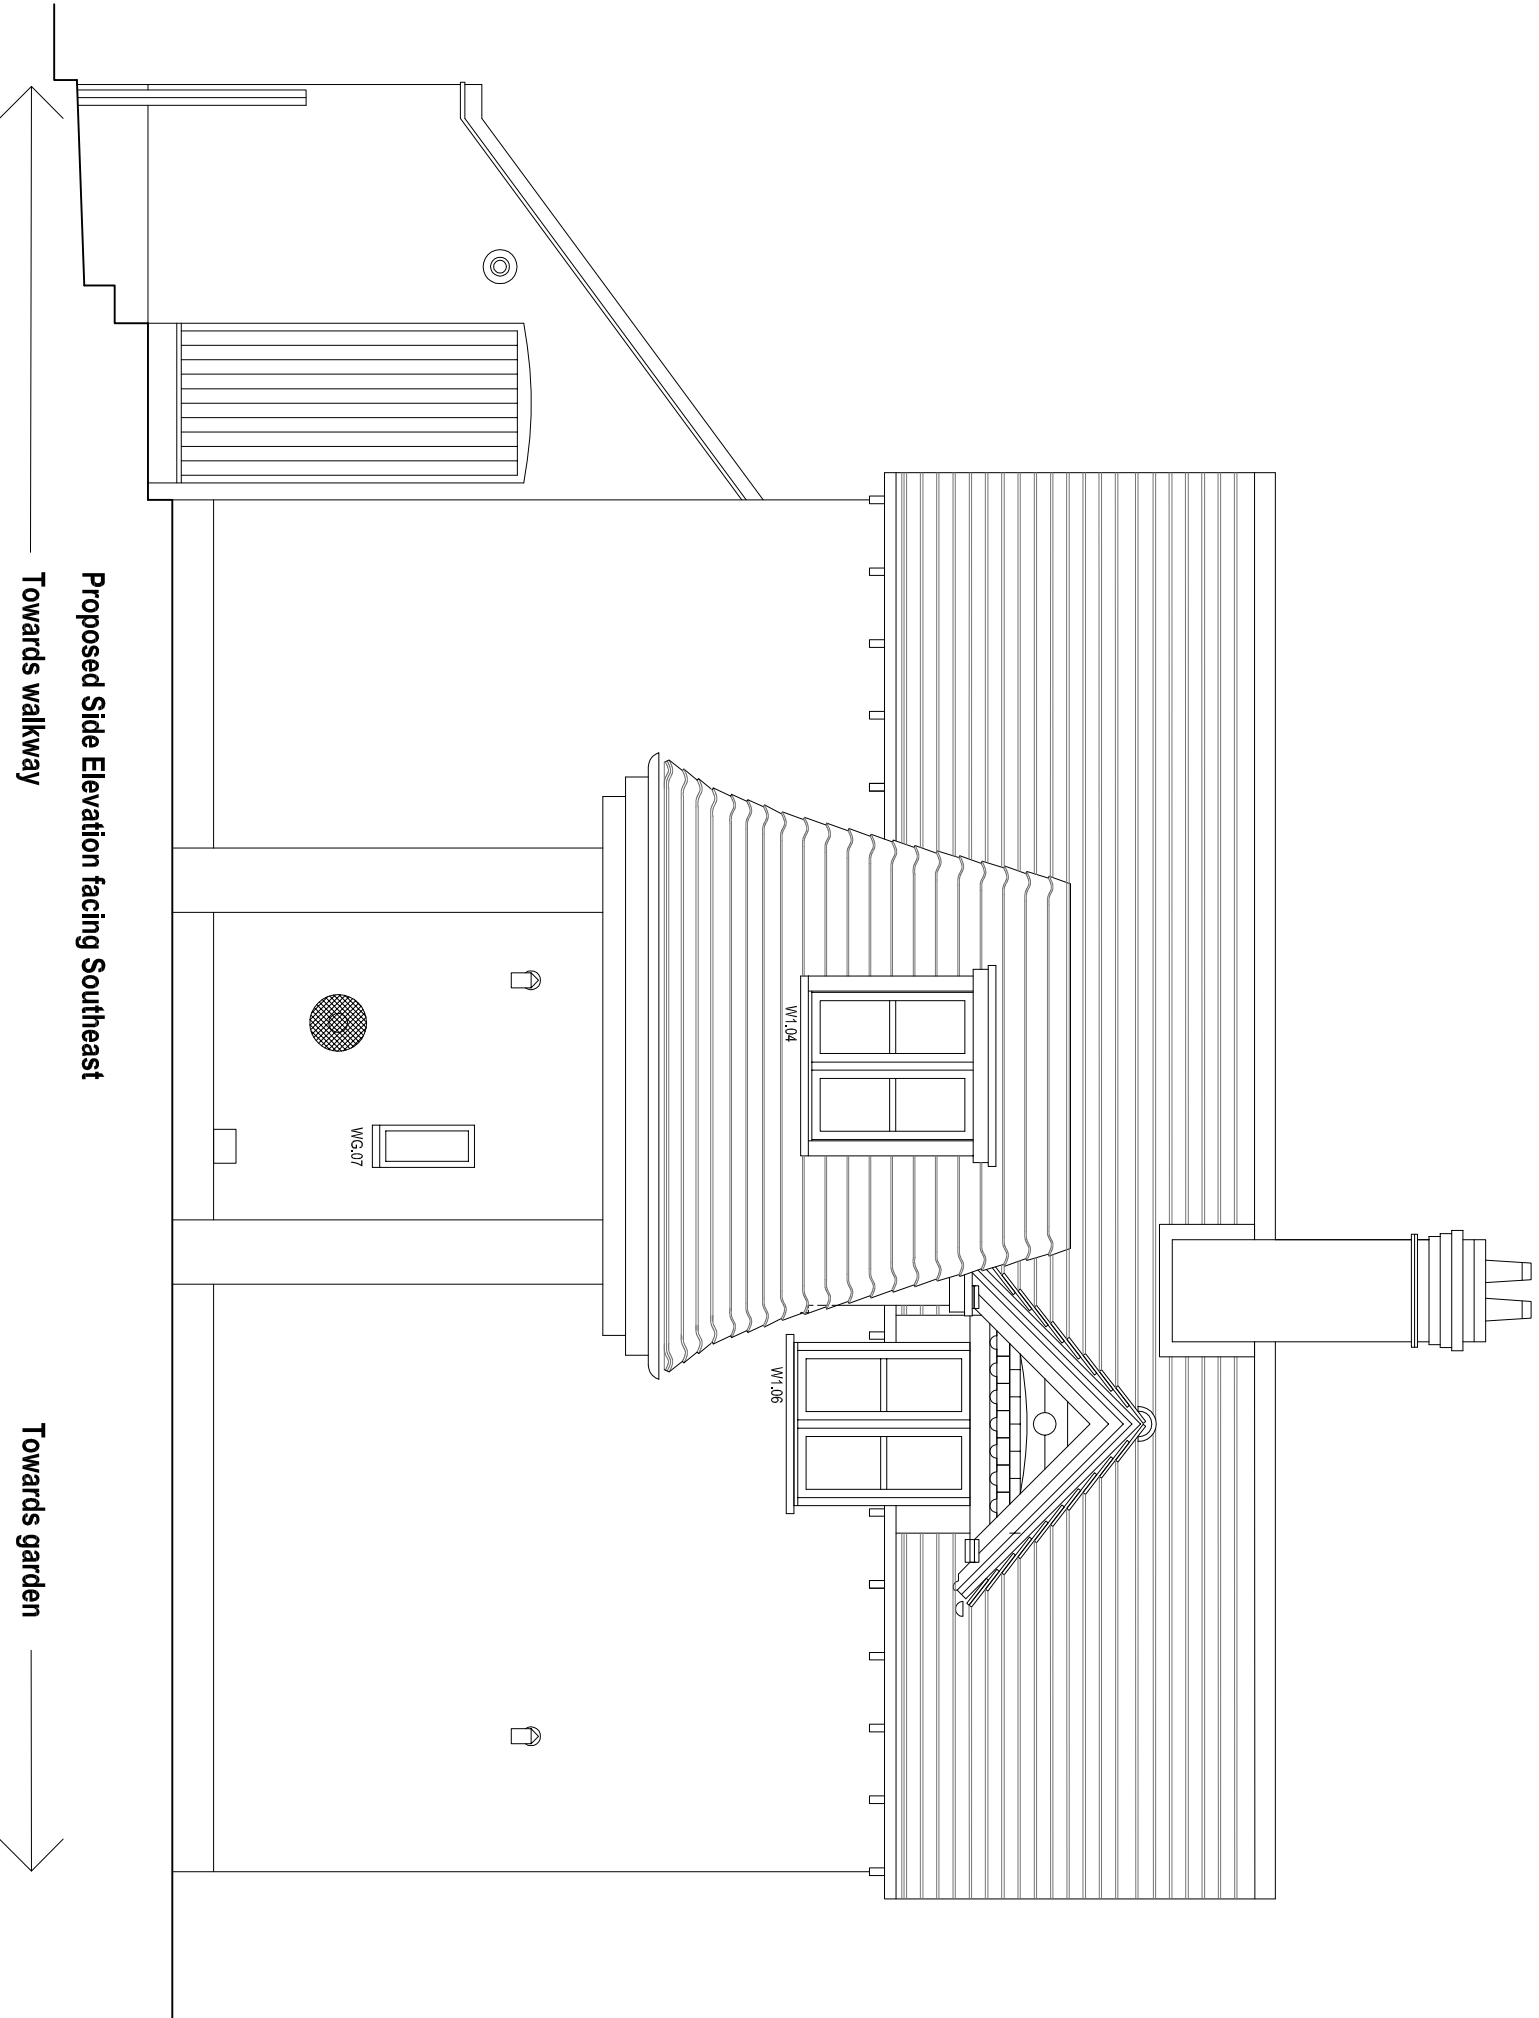 W1.04
W1.06
WG.07
Proposed Side Elevation facing Southeast
Towards walkway
Towards garden